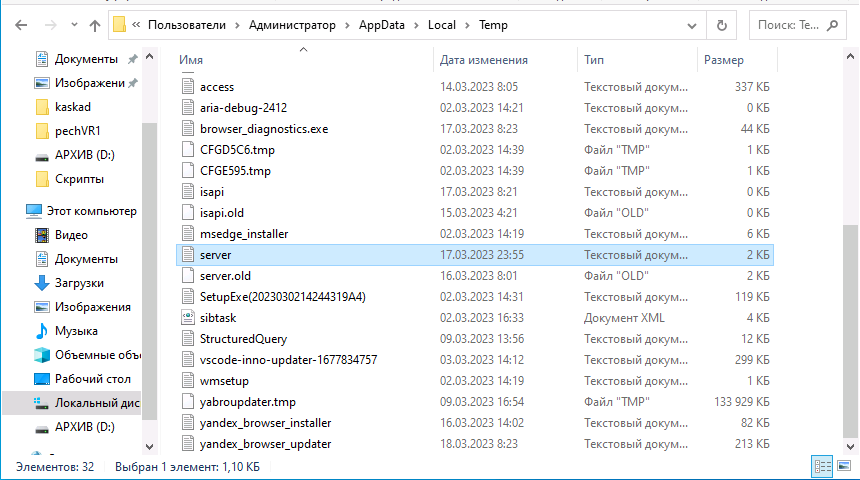 « Пользователи › Администратор › AppData › Local › Temp
Поиск: Te...
Документы
Изображени
kaskad
pechVR1
АРХИВ (D:)
Скрипты
Этот компьютер
Видео
Документы
Загрузки
Изображения
Музыка
Объемные объ
Рабочий стол
Локальный дис
АРХИВ (D:)
Имя Дата изменения Тип Размер
access 14.03.2023 8:05 Текстовый докум... 337 КБ
aria-debug-2412 02.03.2023 14:21 Текстовый докум... 0 КБ
browser_diagnostics.exe 17.03.2023 8:23 Текстовый докум... 44 КБ
CFGD5C6.tmp 02.03.2023 14:39 Файл "TMP" 1 КБ
CFGE595.tmp 02.03.2023 14:39 Файл "TMP" 1 КБ
isapi 17.03.2023 8:21 Текстовый докум... 0 КБ
isapi.old 15.03.2023 4:21 Файл "OLD" 0 КБ
msedge_installer 02.03.2023 14:19 Текстовый докум... 6 КБ
server 17.03.2023 23:55 Текстовый докум... 2 КБ
server.old 16.03.2023 8:01 Файл "OLD" 2 КБ
SetupExe(2023030214244319A4) 02.03.2023 14:31 Текстовый докум... 119 КБ
sibtask 02.03.2023 16:33 Документ XML 4 КБ
StructuredQuery 09.03.2023 13:56 Текстовый докум... 12 КБ
vscode-inno-updater-1677834757 03.03.2023 14:12 Текстовый докум... 299 КБ
wmsetup 02.03.2023 14:19 Текстовый докум... 1 КБ
yabroupdater.tmp 09.03.2023 16:54 Файл "TMP" 133 929 КБ
yandex_browser_installer 16.03.2023 14:02 Текстовый докум... 82 КБ
yandex_browser_updater 18.03.2023 8:23 Текстовый докум... 213 КБ
Элементов: 32 Выбран 1 элемент: 1,10 КБ